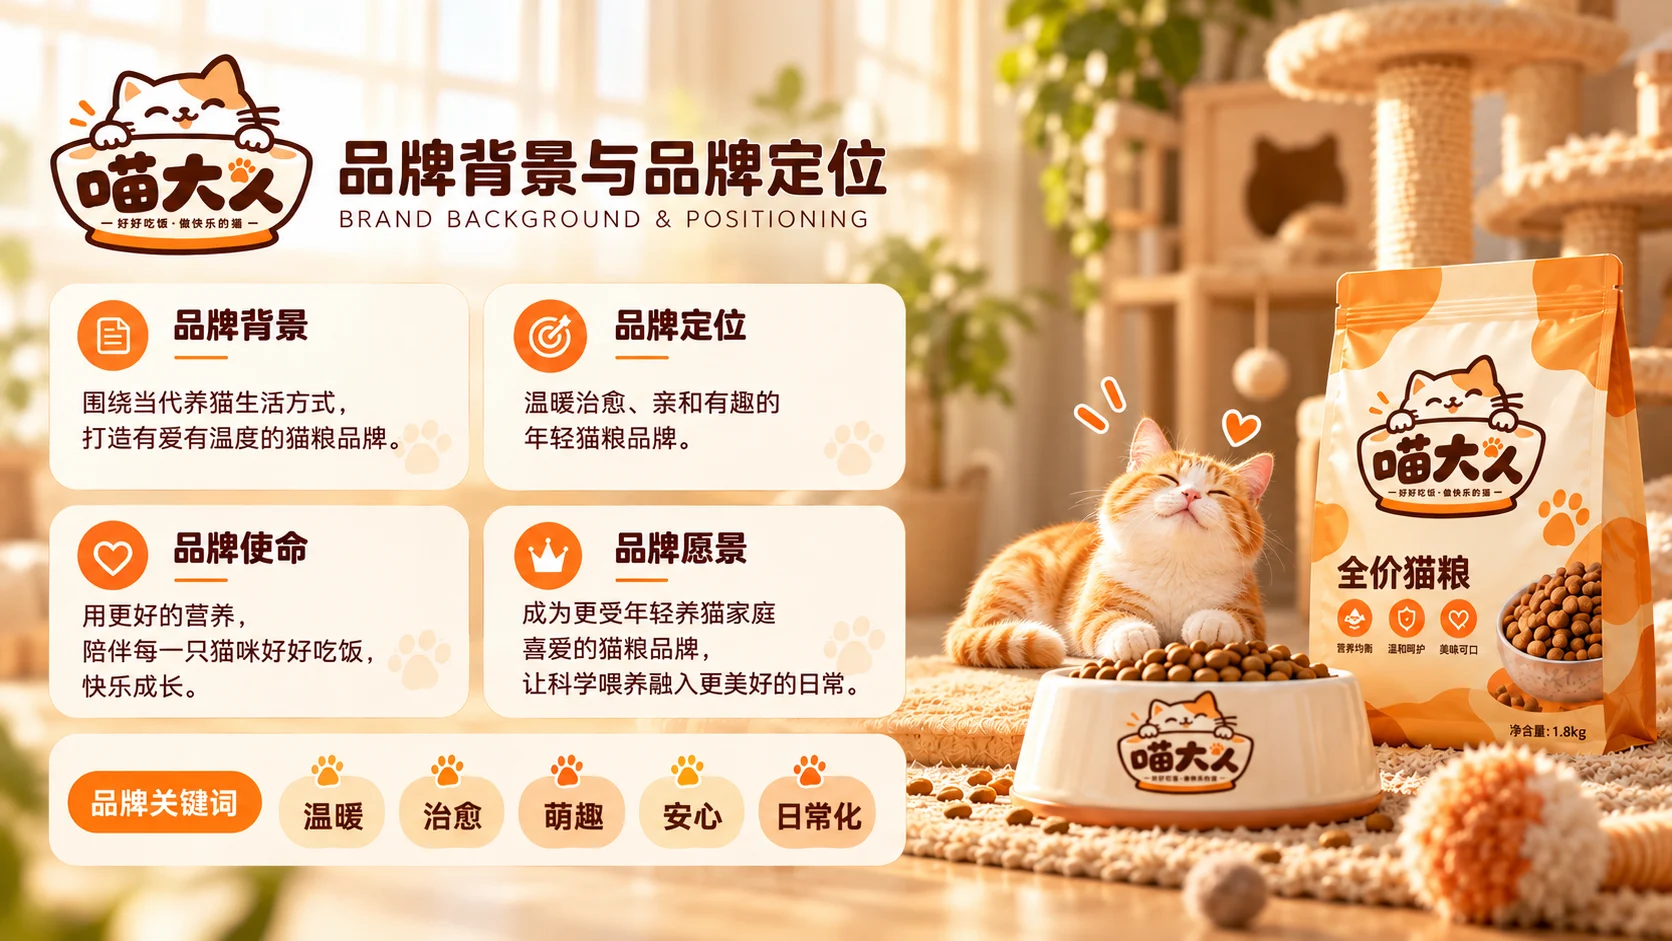 喵大人
好好吃饭·做快乐的猫
品牌背景与品牌定位
BRAND BACKGROUND & POSITIONING
品牌背景
围绕当代养猫生活方式，
打造有爱有温度的猫粮品牌。
品牌定位
温暖治愈、亲和有趣的
年轻猫粮品牌。
品牌使命
用更好的营养，
陪伴每一只猫咪好好吃饭，
快乐成长。
品牌愿景
成为更受年轻养猫家庭
喜爱的猫粮品牌，
让科学喂养融入更美好的日常。
品牌关键词
温暖
治愈
萌趣
安心
日常化
喵大人
好好吃饭·做快乐的猫
全价猫粮
营养均衡
温和呵护
美味可口
净含量:1.8kg
喵大人